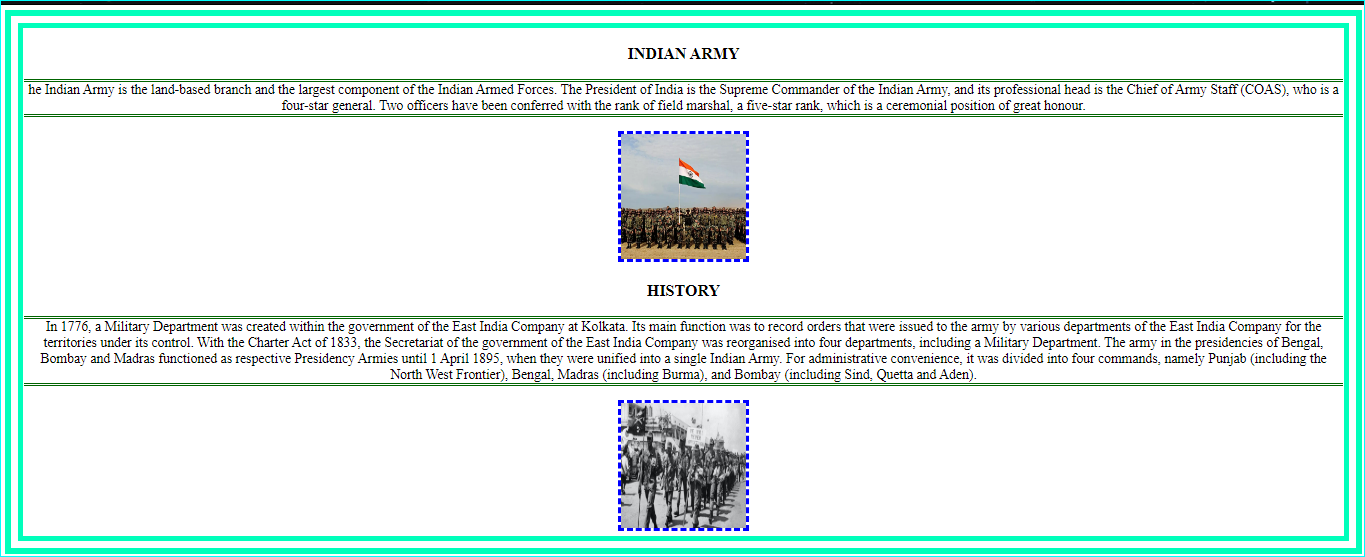 INDIAN ARMY
he Indian Army is the land-based branch and the largest component of the Indian Armed Forces. The President of India is the Supreme Commander of the Indian Army, and its professional head is the Chief of Army Staff (COAS), who is a
four-star general. Two officers have been conferred with the rank of field marshal, a five-star rank, which is a ceremonial position of great honour.
HISTORY
In 1776, a Military Department was created within the government of the East India Company at Kolkata. Its main function was to record orders that were issued to the army by various departments of the East India Company for the
territories under its control. With the Charter Act of 1833, the Secretariat of the government of the East India Company was reorganised into four departments, including a Military Department. The army in the presidencies of Bengal,
Bombay and Madras functioned as respective Presidency Armies until 1 April 1895, when they were unified into a single Indian Army. For administrative convenience, it was divided into four commands, namely Punjab (including the
North West Frontier), Bengal, Madras (including Burma), and Bombay (including Sind, Quetta and Aden).